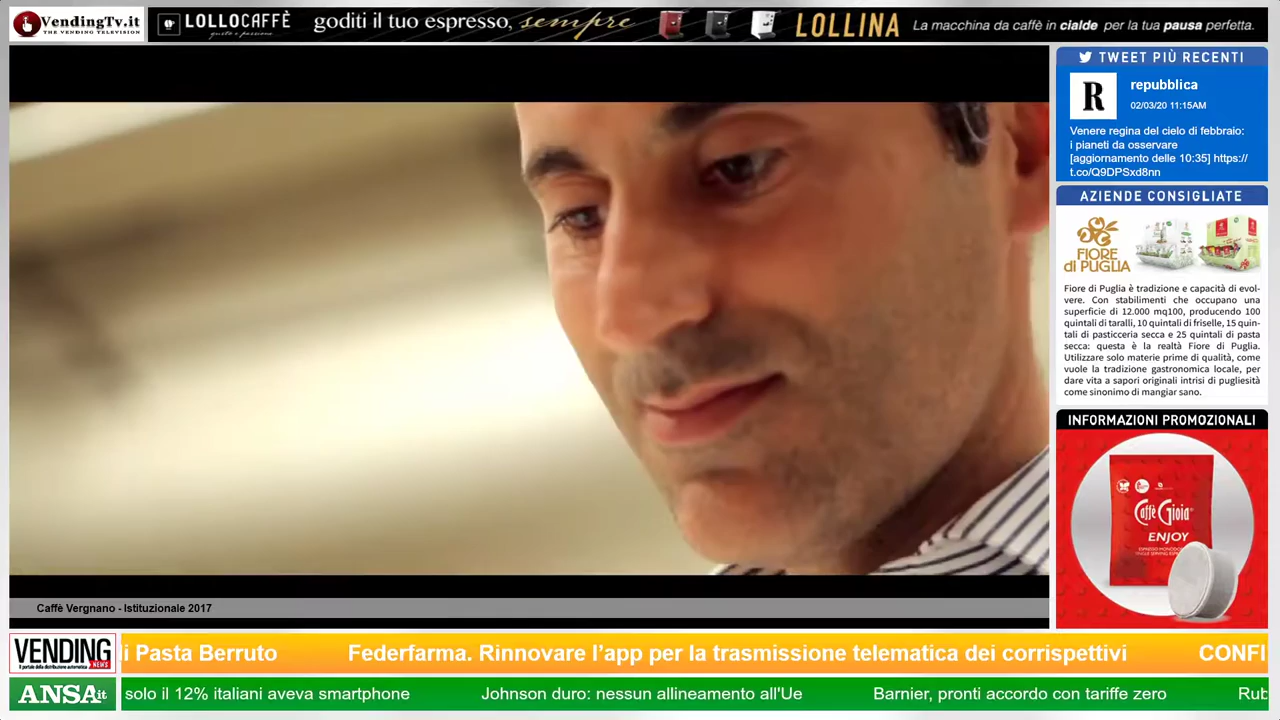 VendingTv.it
THE VENDING TELEVISION
LOLLOCAFFÈ
gusto e passione
goditi il tuo espresso, sempre
LOLLINA
La macchina da caffè in cialde per la tua pausa perfetta.
TWEET PIÙ RECENTI
R
repubblica
02/03/20 11:15AM
Venere regina del cielo di febbraio:
i pianeti da osservare
[aggiornamento delle 10:35] https://
t.co/Q9DPSxd8nn
AZIENDE CONSIGLIATE
FIORE
di PUGLIA
Fiore di Puglia è tradizione e capacità di evol-
vere. Con stabilimenti che occupano una
superficie di 12.000 mq100, producendo 100
quintali di taralli, 10 quintali di friselle, 15 quin-
tali di pasticceria secca e 25 quintali di pasta
secca: questa è la realtà Fiore di Puglia.
Utilizzare solo materie prime di qualità, come
vuole la tradizione gastronomica locale, per
dare vita a sapori originali intrisi di pugliesità
come sinonimo di mangiar sano.
INFORMAZIONI PROMOZIONALI
Caffè Gioia
ENJOY
Caffè Vergnano - Istituzionale 2017
VENDING
NEWS
Il portale della distribuzione automatica
di Pasta Berruto Federfarma. Rinnovare l'app per la trasmissione telematica dei corrispettivi CONFI
ANSA.it
solo il 12% italiani aveva smartphone Johnson duro: nessun allineamento all'Ue Barnier, pronti accordo con tariffe zero Rub